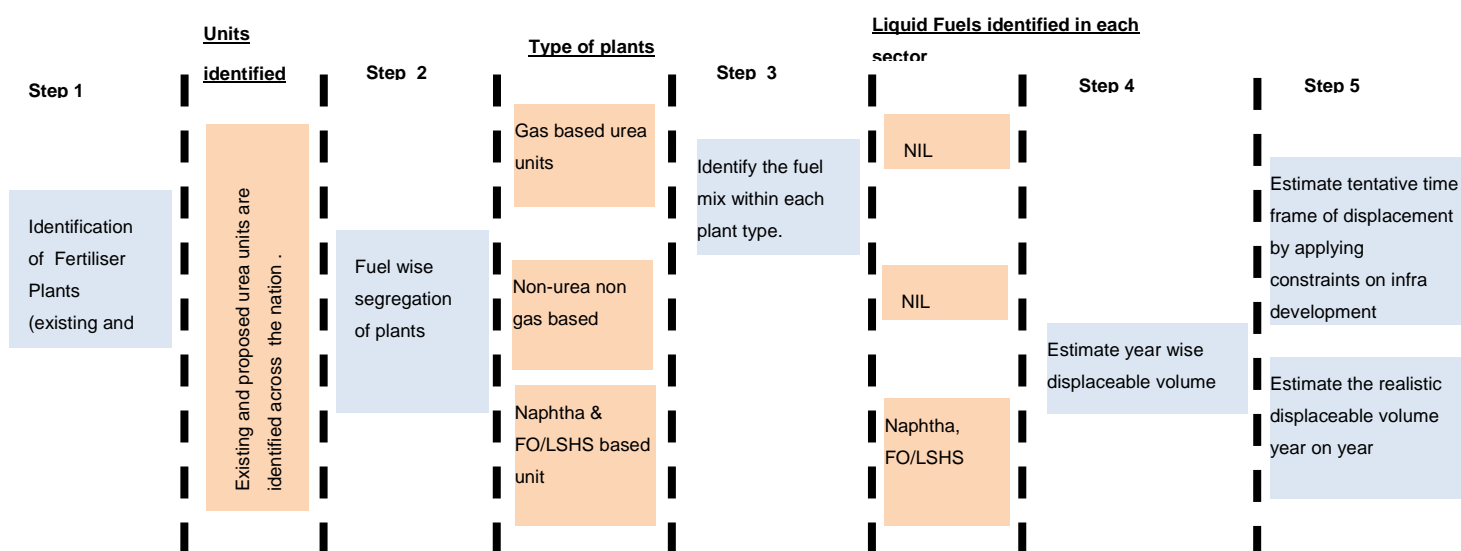 Step 1
Identification
of Fertiliser
Plants
(existing and
Units
identified
Existing and proposed urea units are
identified across the nation .
Step 2
Fuel wise
segregation
of plants
Type of plants
Gas based urea
units
Non-urea non
gas based
Naphtha &
FO/LSHS based
unit
Step 3
Identify the fuel
mix within each
plant type.
Liquid Fuels identified in each
sector
NIL
NIL
Naphtha,
FO/LSHS
Step 4
Estimate year wise
displaceable volume
Step 5
Estimate tentative time
frame of displacement
by applying
constraints on infra
development
Estimate the realistic
displaceable volume
year on year